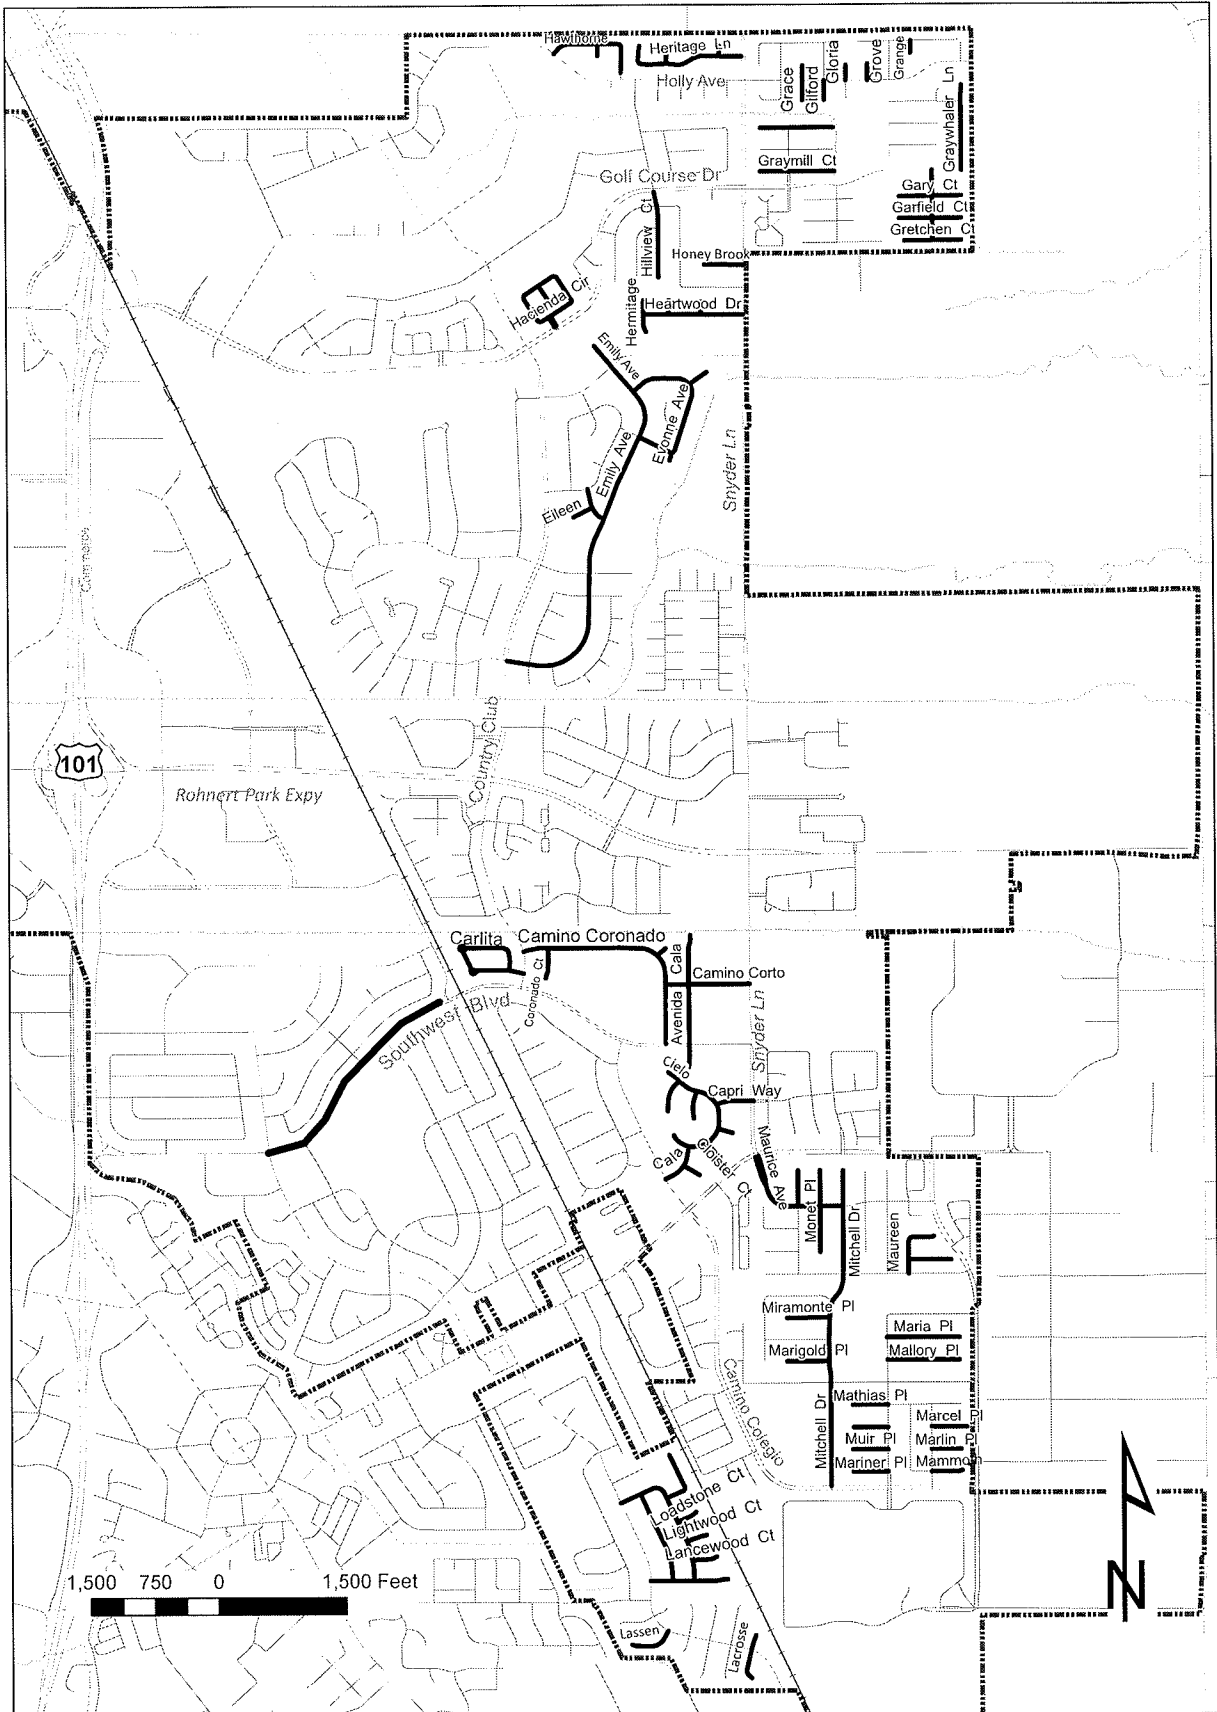 Hawthorne
Heritage Ln
Holly Ave
Grace
Gilford
Gloria
Grove
Grange
Graywhaler Ln
Graymill Ct
Golf Course Dr
Gary Ct
Garfield Ct
Gretchen Ct
Hillview Ct
Honey Brook
Hacienda Cir
Hermitage
Heartwood Dr
Emily Ave
Evonne Ave
Emily Ave
Eileen
Snyder Ln
Commerce
Country Club
101
Rohnert Park Expy
Carlita
Camino Coronado
Coronado Ct
Avenida Cala
Camino Corto
Southwest Blvd
Snyder Ln
Cielo
Capri Way
Cala
Cloister Ct
Maurice Ave
Monet Pl
Mitchell Dr
Maureen
Miramonte Pl
Maria Pl
Marigold Pl
Mallory Pl
Camino Colegio
Mitchell Dr
Mathias Pl
Marcel Pl
Muir Pl
Marlin Pl
Mariner Pl
Mammoth
Loadstone Ct
Lightwood Ct
Lancewood Ct
1,500 750 0 1,500 Feet
Lassen
Lacrosse
N